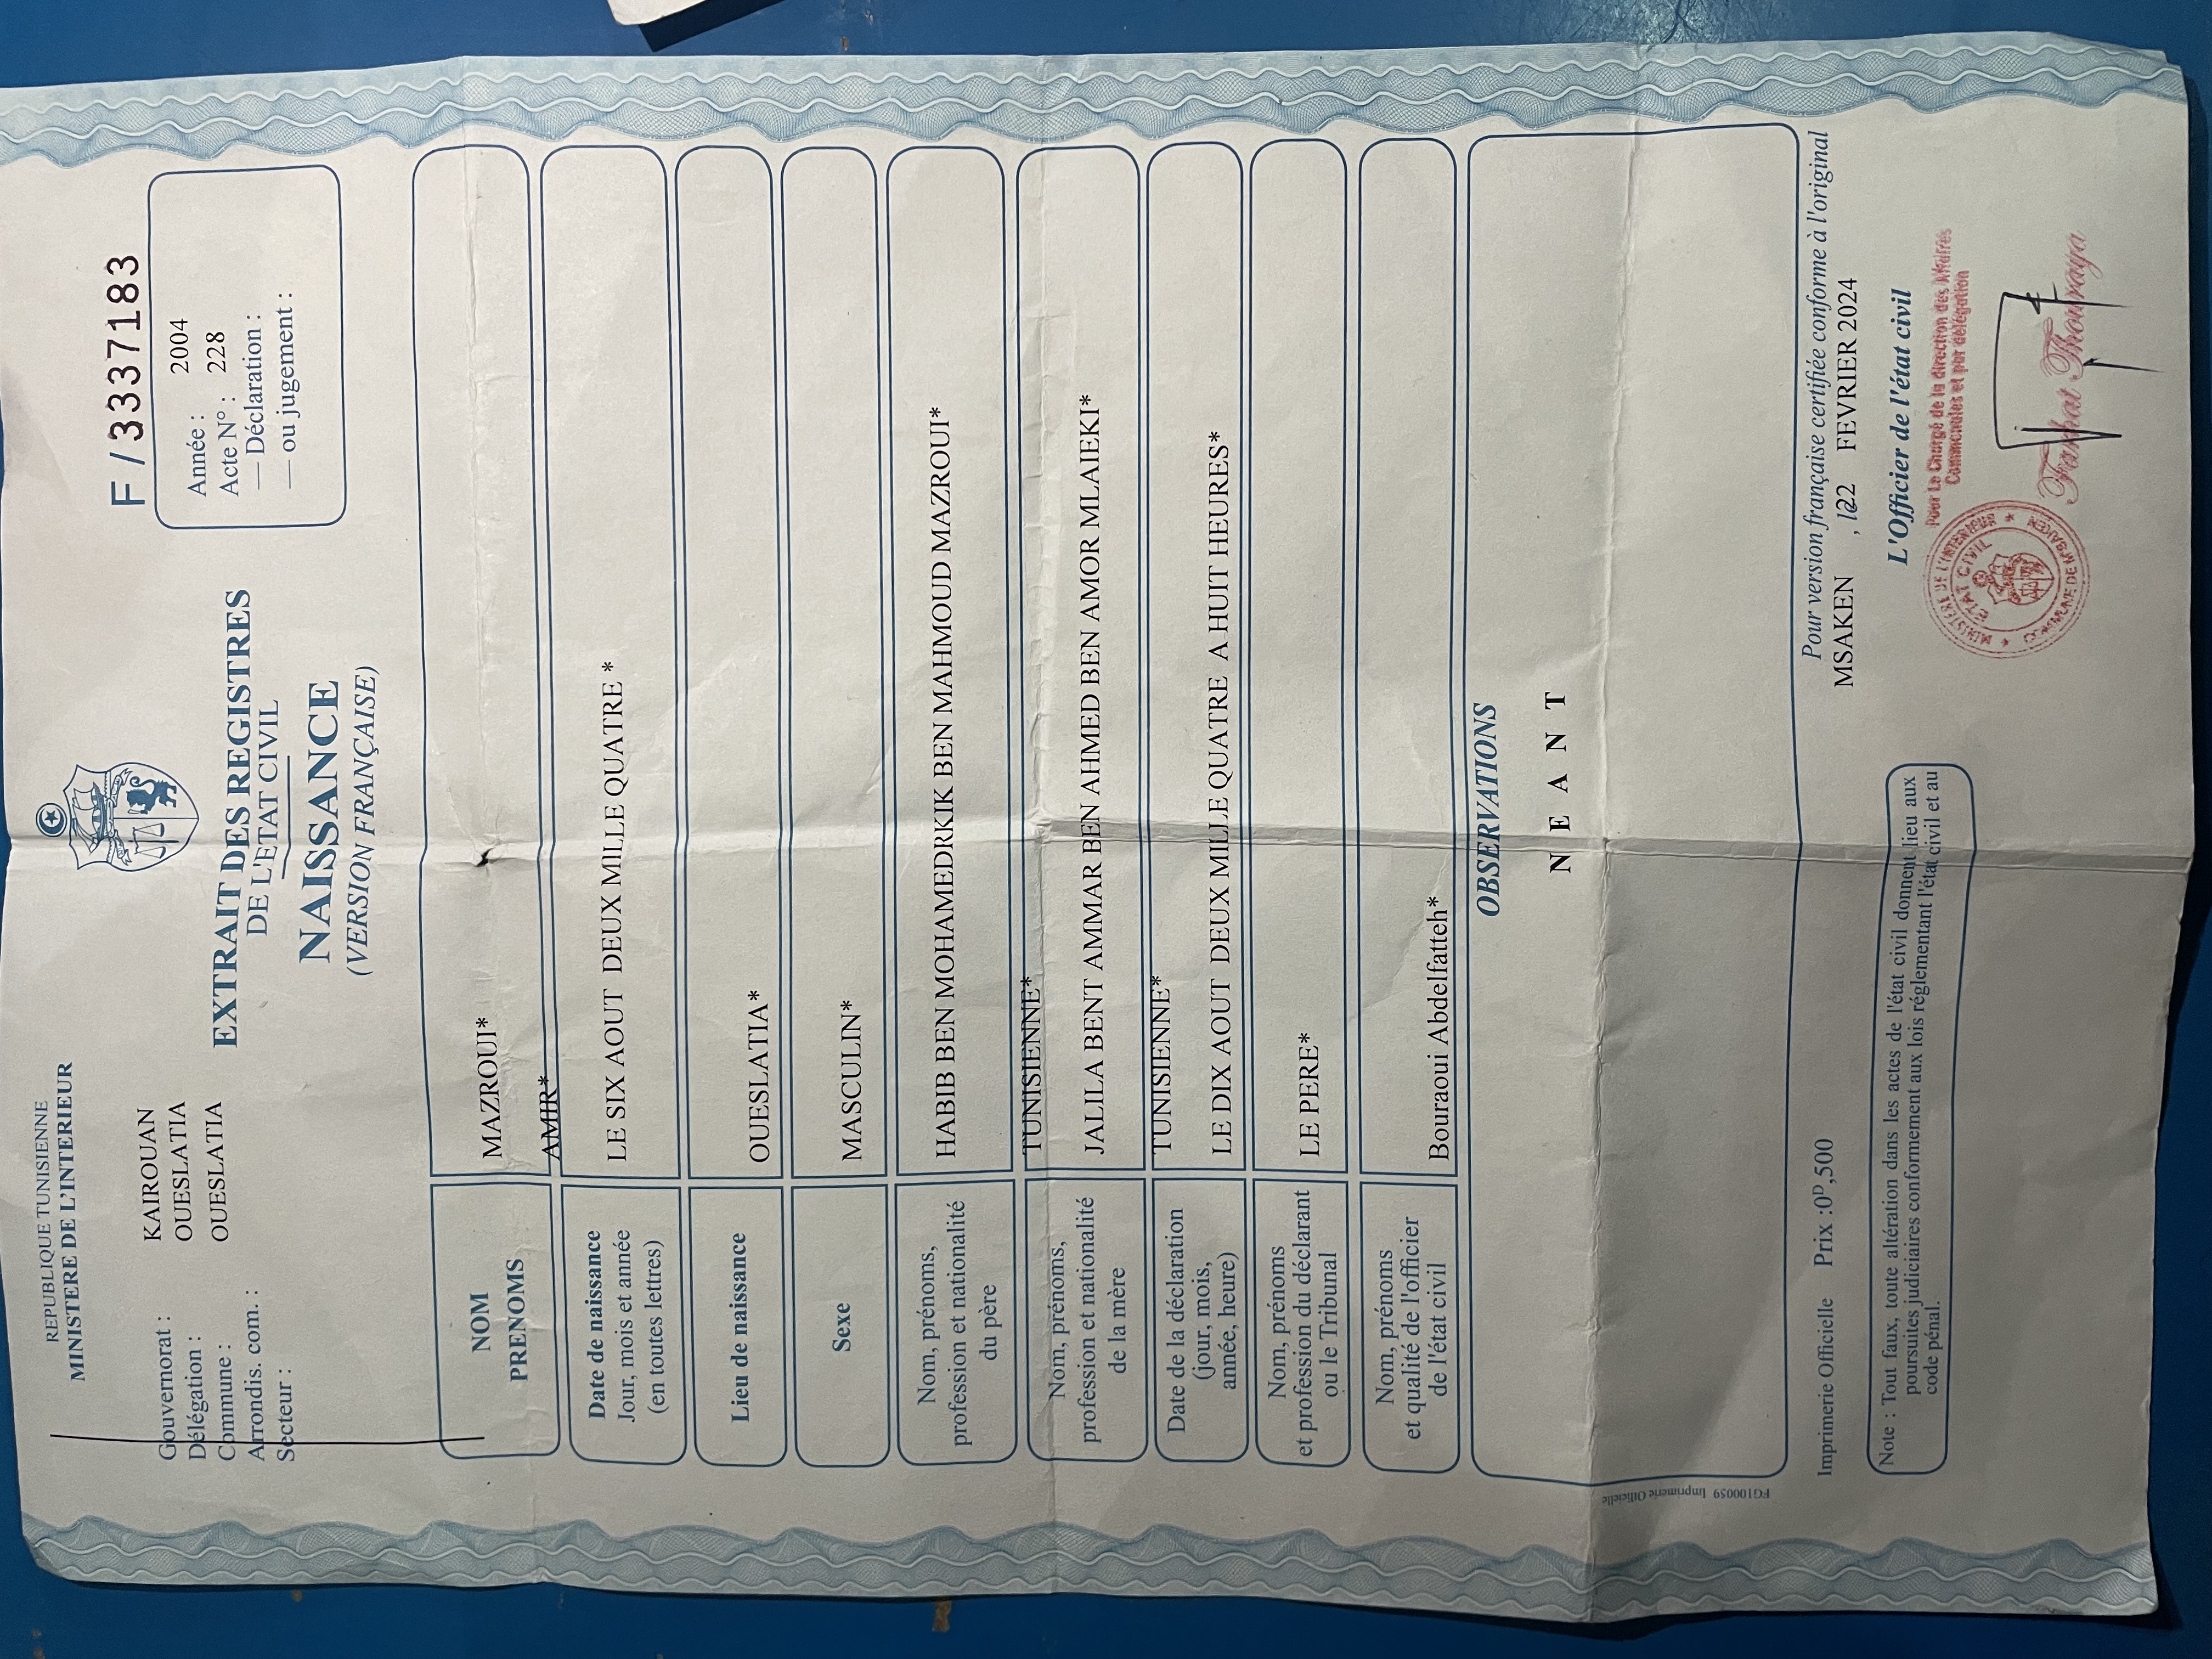 REPUBLIQUE TUNISIENNE
MINISTERE DE L'INTERIEUR
F / 3337183
Gouvernorat : KAIROUAN
Délégation : OUESLATIA
Commune : OUESLATIA
Arrondis. com. :
Secteur :
EXTRAIT DES REGISTRES
DE L'ETAT CIVIL
NAISSANCE
(VERSION FRANÇAISE)
Année : 2004
Acte N° : 228
— Déclaration :
— ou jugement :
NOM
PRENOMS
MAZROUI*
AMIR*
Date de naissance
Jour, mois et année
(en toutes lettres)
LE SIX AOUT DEUX MILLE QUATRE *
Lieu de naissance
OUESLATIA*
Sexe
MASCULIN*
Nom, prénoms,
profession et nationalité
du père
HABIB BEN MOHAMEDRKIK BEN MAHMOUD MAZROUI*
TUNISIENNE*
Nom, prénoms,
profession et nationalité
de la mère
JALILA BENT AMMAR BEN AHMED BEN AMOR MLAIEKI*
TUNISIENNE*
Date de la déclaration
(jour, mois,
année, heure)
LE DIX AOUT DEUX MILLE QUATRE A HUIT HEURES*
Nom, prénoms
et profession du déclarant
ou le Tribunal
LE PERE*
Nom, prénoms
et qualité de l'officier
de l'état civil
Bouraoui Abdelfatteh*
OBSERVATIONS
N E A N T
FG100059 Imprimerie Officielle
Imprimerie Officielle Prix :0D,500
Pour version française certifiée conforme à l'original
MSAKEN , le 22 FEVRIER 2024
L'Officier de l'état civil
Pour Le Chargé de la direction des Affaires
Communales et par délégation
MINISTERE DE L'INTERIEUR
ETAT CIVIL
COMMUNE DE M'SAKEN
Note : Tout faux, toute altération dans les actes de l'état civil donnent lieu aux
poursuites judiciaires conformement aux lois réglementant l'état civil et au
code pénal.